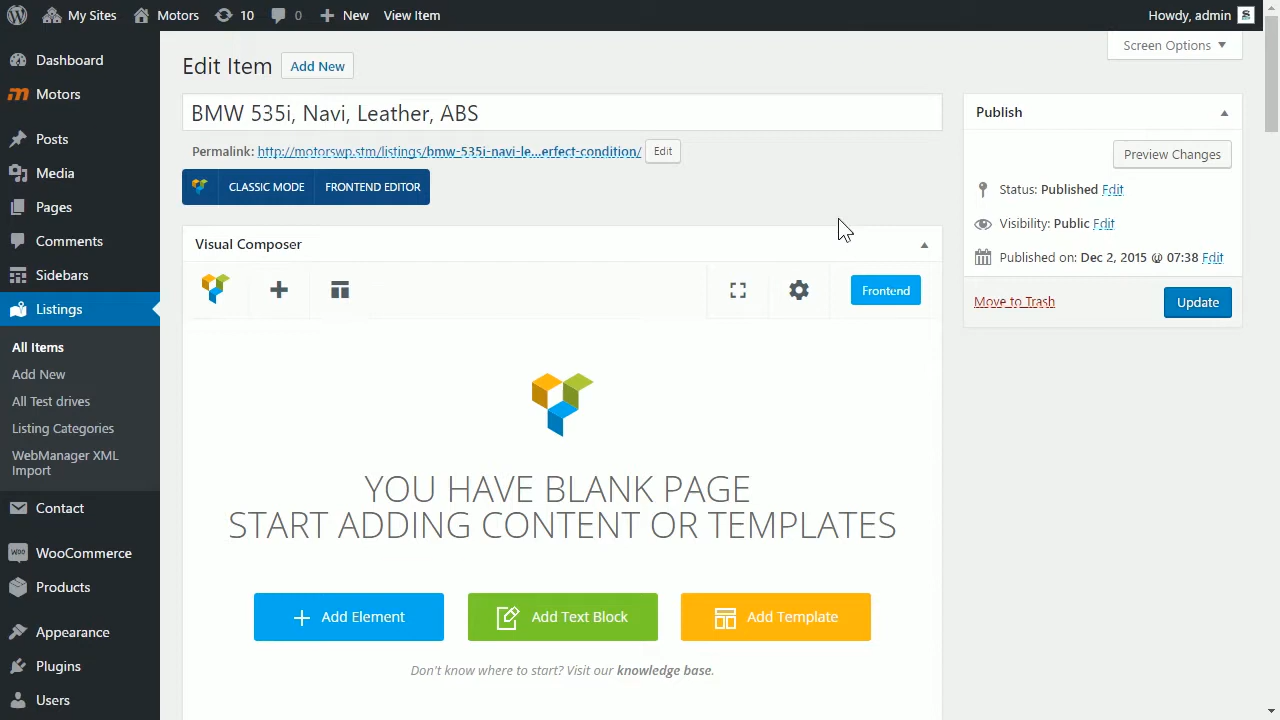 My Sites
Motors
10
0
New
View Item
Howdy, admin
Dashboard
Motors
Posts
Media
Pages
Comments
Sidebars
Listings
All Items
Add New
All Test drives
Listing Categories
WebManager XML
Import
Contact
WooCommerce
Products
Appearance
Plugins
Users
Screen Options
Edit Item
Add New
BMW 535i, Navi, Leather, ABS
Permalink: http://motorswp.stm/listings/bmw-535i-navi-le...erfect-condition/ Edit
CLASSIC MODE
FRONTEND EDITOR
Visual Composer
Frontend
YOU HAVE BLANK PAGE
START ADDING CONTENT OR TEMPLATES
Add Element
Add Text Block
Add Template
Don't know where to start? Visit our knowledge base.
Publish
Preview Changes
Status: Published Edit
Visibility: Public Edit
Published on: Dec 2, 2015 @ 07:38 Edit
Move to Trash
Update